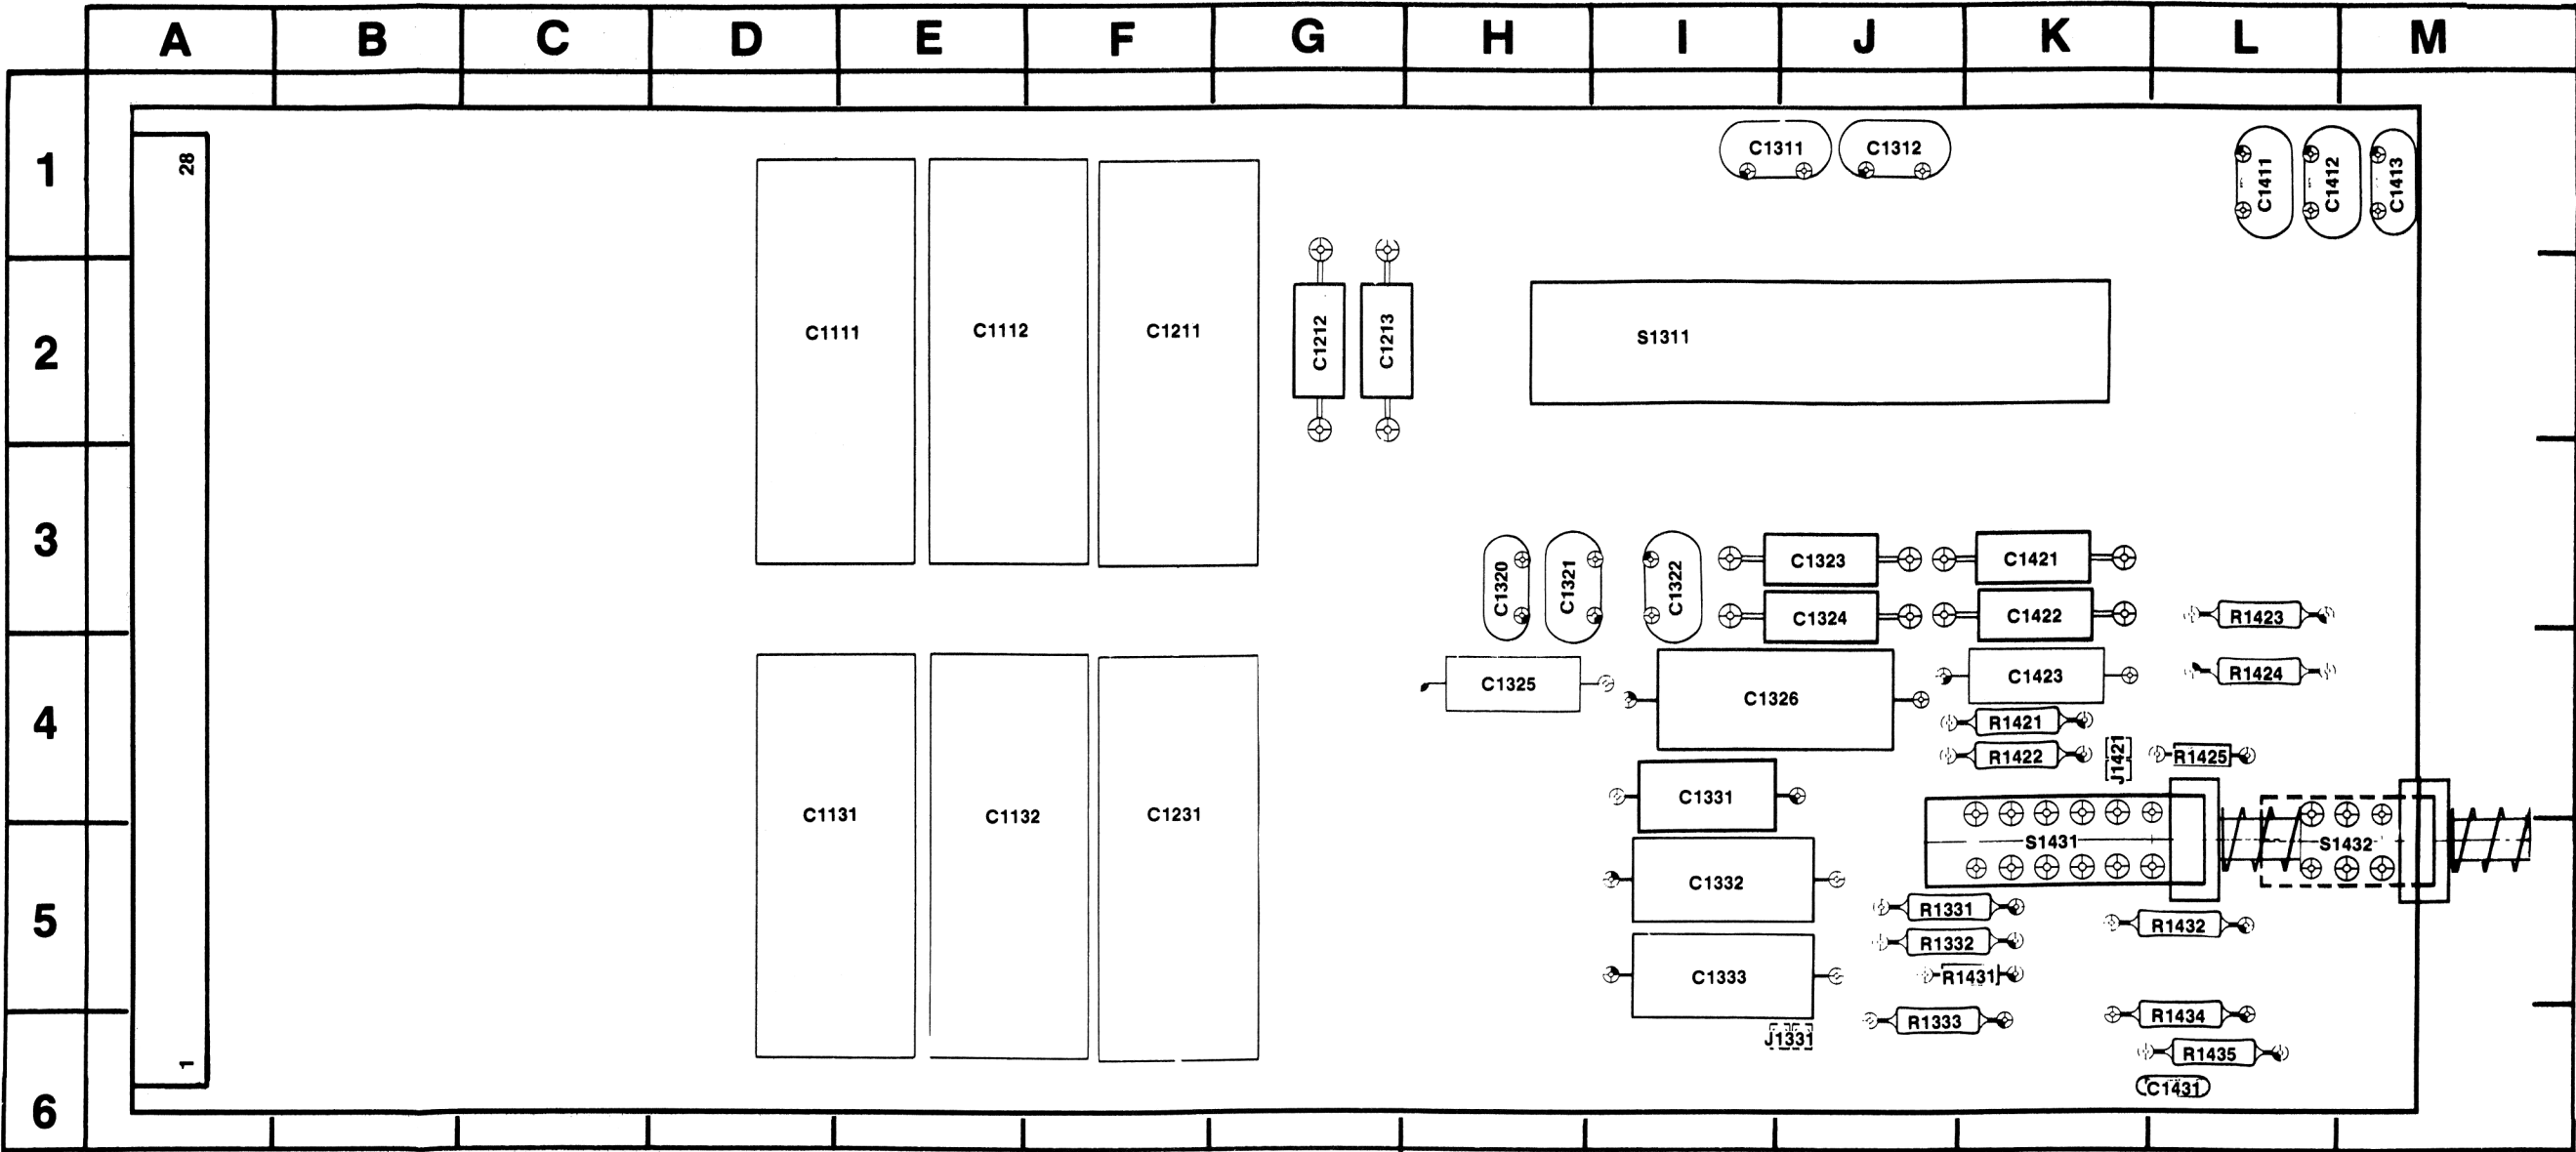 A B C D E F G H I J K L M
1
28
C1311 C1312
C1411 C1412 C1413
2
C1111 C1112 C1211 C1212 C1213 S1311
3
C1320 C1321 C1322 C1323 C1421
C1324 C1422 R1423
4
C1325 C1326 C1423 R1424
R1421
R1422 J1421 R1425
C1331
C1131 C1132 C1231
S1431 S1432
5
C1332
R1331 R1432
R1332
C1333 R1431
R1333 R1434
J1331
R1435
1
C1431
6